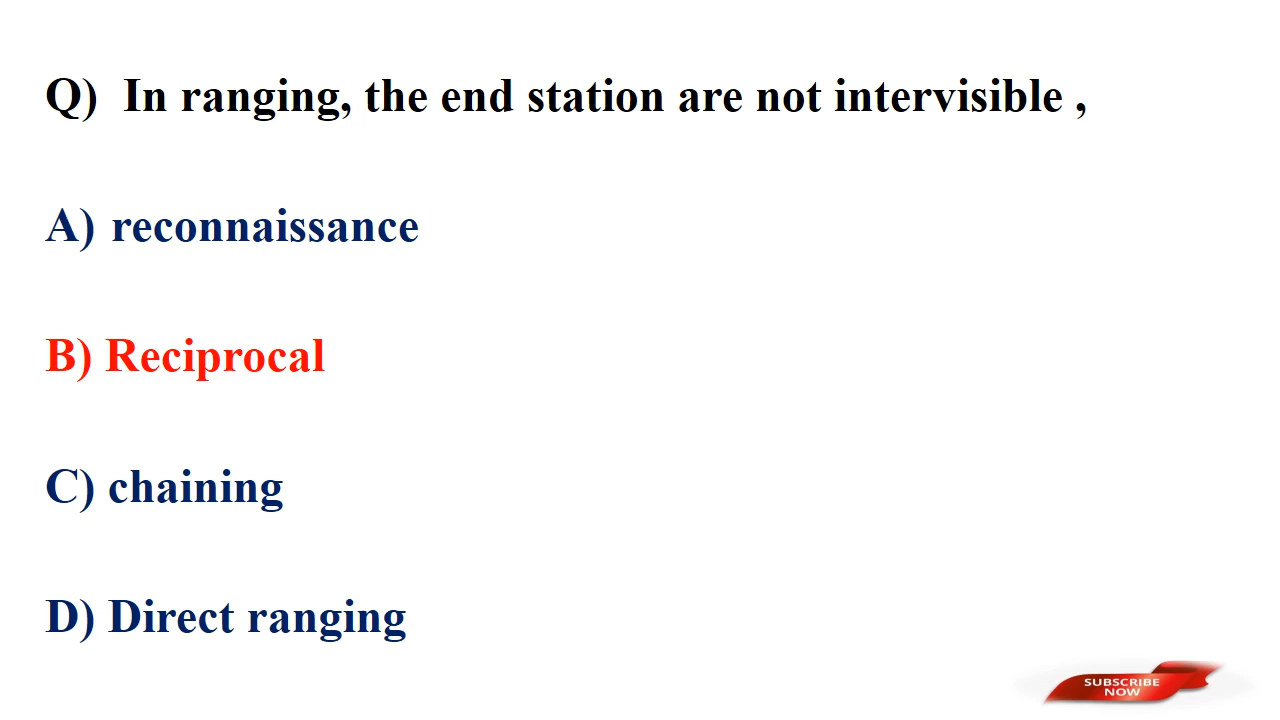 Q) In ranging, the end station are not intervisible ,
A) reconnaissance
B) Reciprocal
C) chaining
D) Direct ranging
SUBSCRIBE
NOW